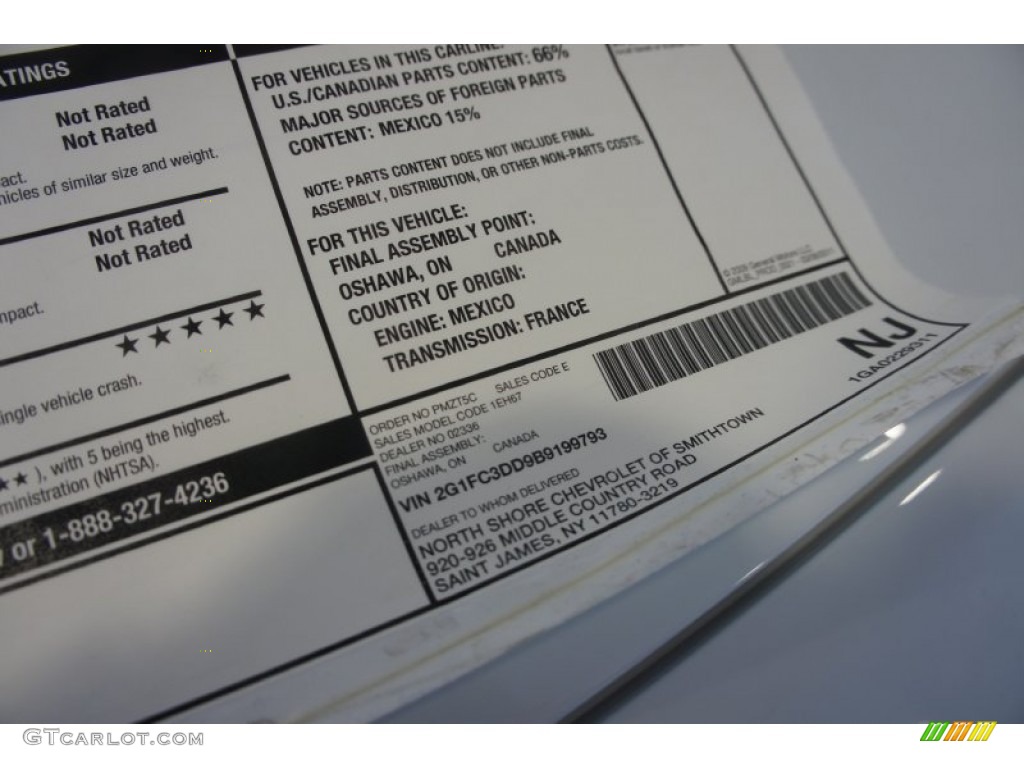 ATINGS
Not Rated
Not Rated
act.
hicles of similar size and weight.
Not Rated
Not Rated
npact.
★★★★★
ingle vehicle crash.
★★ ), with 5 being the highest.
ministration (NHTSA).
or 1-888-327-4236
FOR VEHICLES IN THIS CARLINE:
U.S./CANADIAN PARTS CONTENT: 66%
MAJOR SOURCES OF FOREIGN PARTS
CONTENT: MEXICO 15%
NOTE: PARTS CONTENT DOES NOT INCLUDE FINAL
ASSEMBLY, DISTRIBUTION, OR OTHER NON-PARTS COSTS.
FOR THIS VEHICLE:
FINAL ASSEMBLY POINT:
OSHAWA, ON CANADA
COUNTRY OF ORIGIN:
ENGINE: MEXICO
TRANSMISSION: FRANCE
© 2009 General Motors LLC
ORDER NO PMZT5C SALES CODE E
SALES MODEL CODE 1EH67
DEALER NO 02336
FINAL ASSEMBLY:
OSHAWA, ON CANADA
VIN 2G1FC3DD9B9199793
DEALER TO WHOM DELIVERED
NORTH SHORE CHEVROLET OF SMITHTOWN
920-926 MIDDLE COUNTRY ROAD
SAINT JAMES, NY 11780-3219
NJ
1GA0229311
GTCARLOT.COM